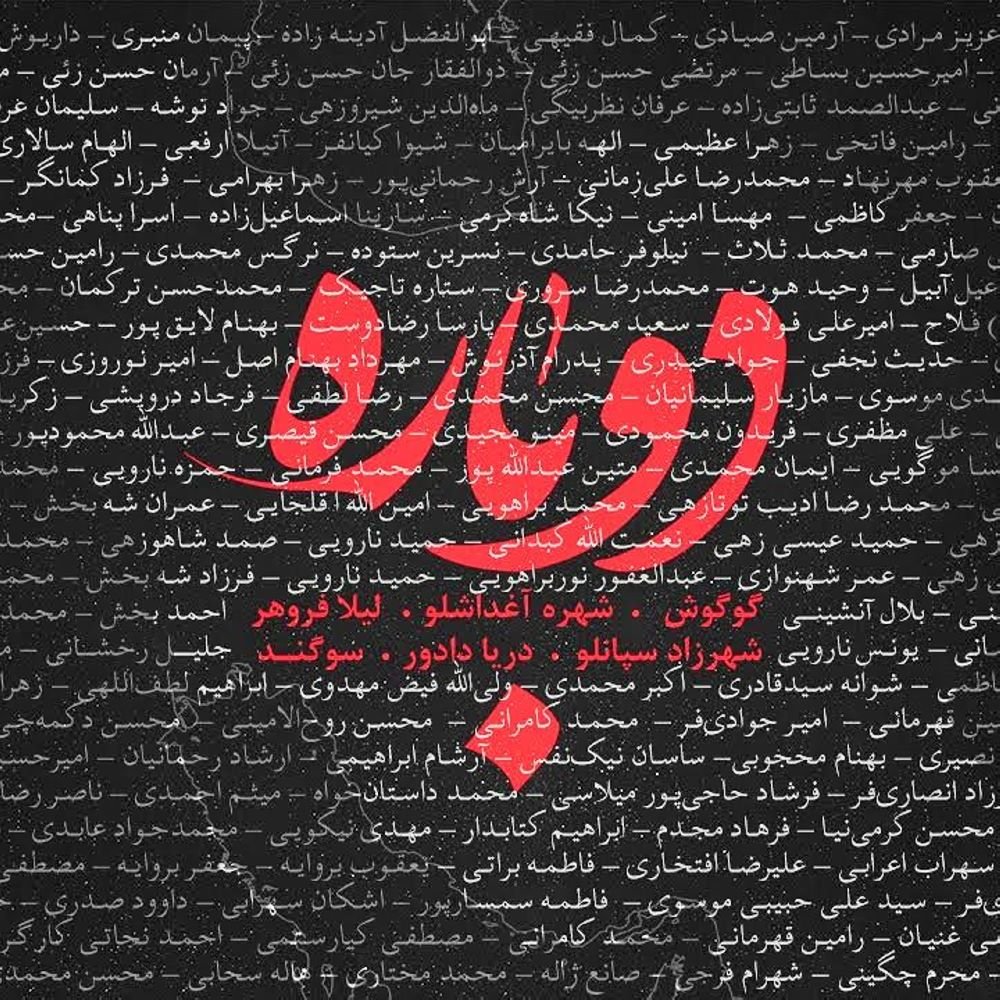 عزیز مرادی – آرمین صیادی – کمال فقیهی – ابوالفضل آدینه زاده – پیمان منبری – داریوش
– امیرحسین بساطی – مرتضی حسن زئی – ذوالفقار جان حسن زئی – آرمان حسن زئی –
– عبدالصمد ثابتی‌زاده – عرفان نظربیگی – ماه‌الدین شیروزهی – جواد توشه – سلیمان
– رامین فاتحی – زهرا عظیمی – الهه بایرامیان – شیوا کیانفر – آتیلا ارفعی – الهام سالاری
مهرنهاد – محمدرضا علی‌زمانی – آرش رحمانی‌پور – زهرا بهرامی – فرزاد کمانگر –
– جعفر کاظمی – مهسا امینی – نیکا شاه‌کرمی – سارینا اسماعیل‌زاده – اسرا پناهی –
صارمی – محمد ثلاث – نیلوفر حامدی – نسرین ستوده – نرگس محمدی – رامین
آبیل – وحید هوت – محمدرضا سروری – ستاره تاجیک – محمدحسن ترکمان –
فلاح – امیرعلی فولادی – سعید محمدی – پارسا رضادوست – بهنام لایق پور –
– حدیث نجفی – جواد حیدری – پدرام آذرنوش – مهرداد بهنام اصل – امیر نوروزی –
موسوی – مازیار سلیمانیان – محسن محمدی – رضا لطفی – فرجاد درویشی –
– علی مظفری – فریدون محمودی – مینو مجیدی – محسن قیصری – عبدالله محمودپور
موگویی – ایمان محمدی – متین عبدالله پور – محمد فرمانی – حمزه نارویی – محمد
– محمد رضا ادیب توتازهی – محمد براهویی – امین الله قلجایی – عمران شه بخش –
– حمید عیسی زهی – نعمت الله کبدانی – حمید نارویی – صمد شاهوزهی – محمد
زهی – عمر شهنوازی – عبدالغفور نوربراهویی – حمید نارویی – فرزاد شه بخش –
دوباره
– بلال آنشینی گوگوش . شهره آغداشلو . لیلا فروهر احمد بخش –
– یونس نارویی شهرزاد سپانلو . دریا دادور . سوگند جلیل
– شوانه سیدقادری – اکبر محمدی – ولی‌الله فیض مهدوی – ابراهیم لطف‌اللهی – زهرا
قهرمانی – امیر جوادی‌فر – محمد کامرانی – محسن روح‌الامینی – محسن دکمه‌چی
نصیری – بهنام محجوبی – ساسان نیک‌نفس – آرشام ابراهیمی – ارشاد رحمانیان –
انصاری‌فر – فرشاد حاجی‌پور میلاسی – محمد داستان‌خواه – میثم احمدی – ناصر رضا
محسن کرمی‌نیا – فرهاد مجدم – ابراهیم کتابدار – مهدی نیکویی – محمدجواد عابدی –
سهراب اعرابی – علیرضا افتخاری – فاطمه براتی – یعقوب بروایه – جعفر بروایه – مصطفی
– سید علی حبیبی موسوی – فاطمه سمسارپور – اشکان سهرابی – داوود صدری –
غنیان – رامین قهرمانی – محمد کامرانی – مصطفی کیارستمی – احمد نجاتی کارگر
– محرم چگینی – شهرام فرجی – صانع ژاله – محمد مختاری – هاله سحابی – محسن محمدی